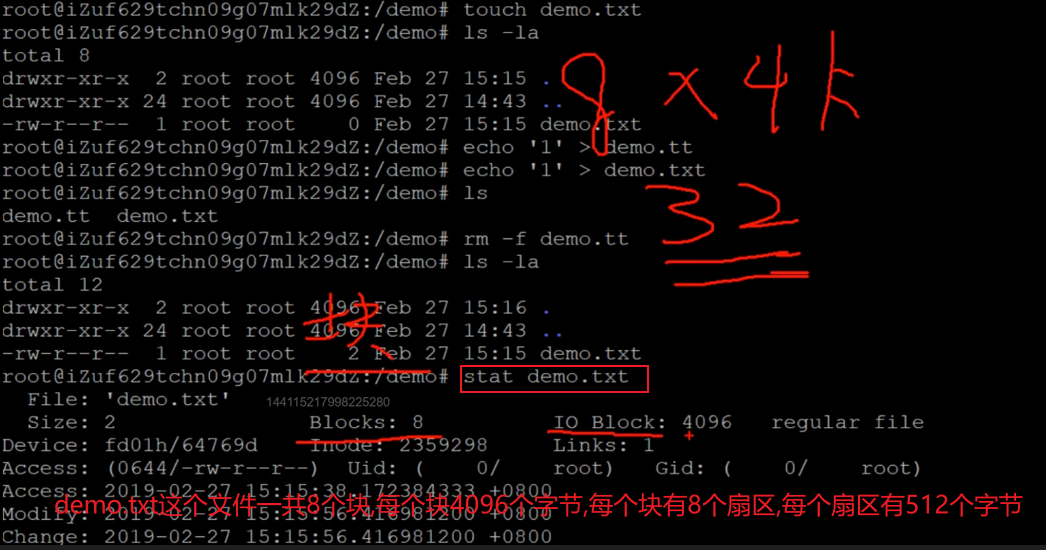 root@iZuf629tchn09g07mlk29dZ:/demo# touch demo.txt
root@iZuf629tchn09g07mlk29dZ:/demo# ls -la
total 8
drwxr-xr-x  2 root root 4096 Feb 27 15:15 .
drwxr-xr-x 24 root root 4096 Feb 27 14:43 ..
-rw-r--r--  1 root root    0 Feb 27 15:15 demo.txt
8 × 4k
root@iZuf629tchn09g07mlk29dZ:/demo# echo '1' > demo.tt
root@iZuf629tchn09g07mlk29dZ:/demo# echo '1' > demo.txt
root@iZuf629tchn09g07mlk29dZ:/demo# ls
demo.tt  demo.txt
32
root@iZuf629tchn09g07mlk29dZ:/demo# rm -f demo.tt
root@iZuf629tchn09g07mlk29dZ:/demo# ls -la
total 12
drwxr-xr-x  2 root root 4096 Feb 27 15:16 .
drwxr-xr-x 24 root root 4096 Feb 27 14:43 ..
块
-rw-r--r--  1 root root    2 Feb 27 15:15 demo.txt
root@iZuf629tchn09g07mlk29dZ:/demo# stat demo.txt
  File: 'demo.txt'
144115217998225280
  Size: 2               Blocks: 8          IO Block: 4096   regular file
Device: fd01h/64769d    Inode: 2359298     Links: 1
Access: (0644/-rw-r--r--)  Uid: (    0/    root)   Gid: (    0/    root)
Access: 2019-02-27 15:15:38.172384333 +0800
demo.txt这个文件一共8个块,每个块4096个字节,每个块有8个扇区,每个扇区有512个字节
Modify: 2019-02-27 15:15:56.416981200 +0800
Change: 2019-02-27 15:15:56.416981200 +0800